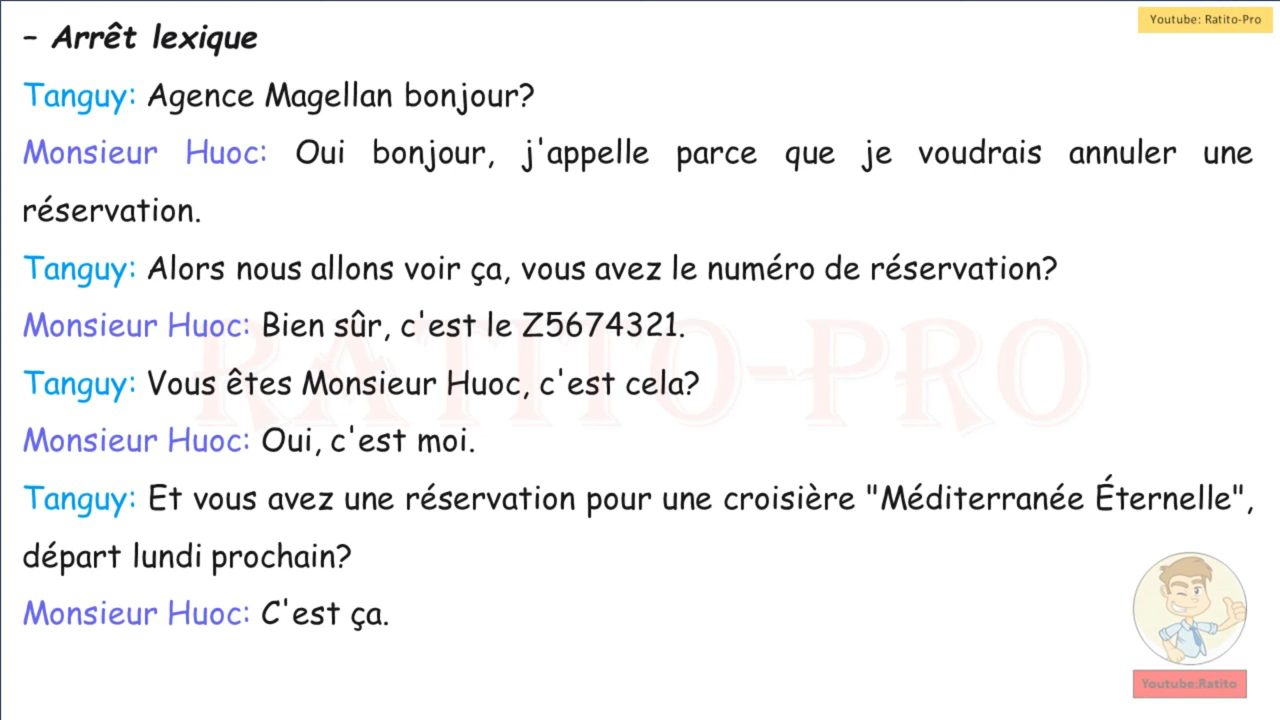 Youtube: Ratito-Pro
– Arrêt lexique
Tanguy: Agence Magellan bonjour?
Monsieur Huoc: Oui bonjour, j'appelle parce que je voudrais annuler une
réservation.
Tanguy: Alors nous allons voir ça, vous avez le numéro de réservation?
Monsieur Huoc: Bien sûr, c'est le Z5674321.
RATITO-PRO
Tanguy: Vous êtes Monsieur Huoc, c'est cela?
Monsieur Huoc: Oui, c'est moi.
Tanguy: Et vous avez une réservation pour une croisière "Méditerranée Éternelle",
départ lundi prochain?
Monsieur Huoc: C'est ça.
Youtube:Ratito